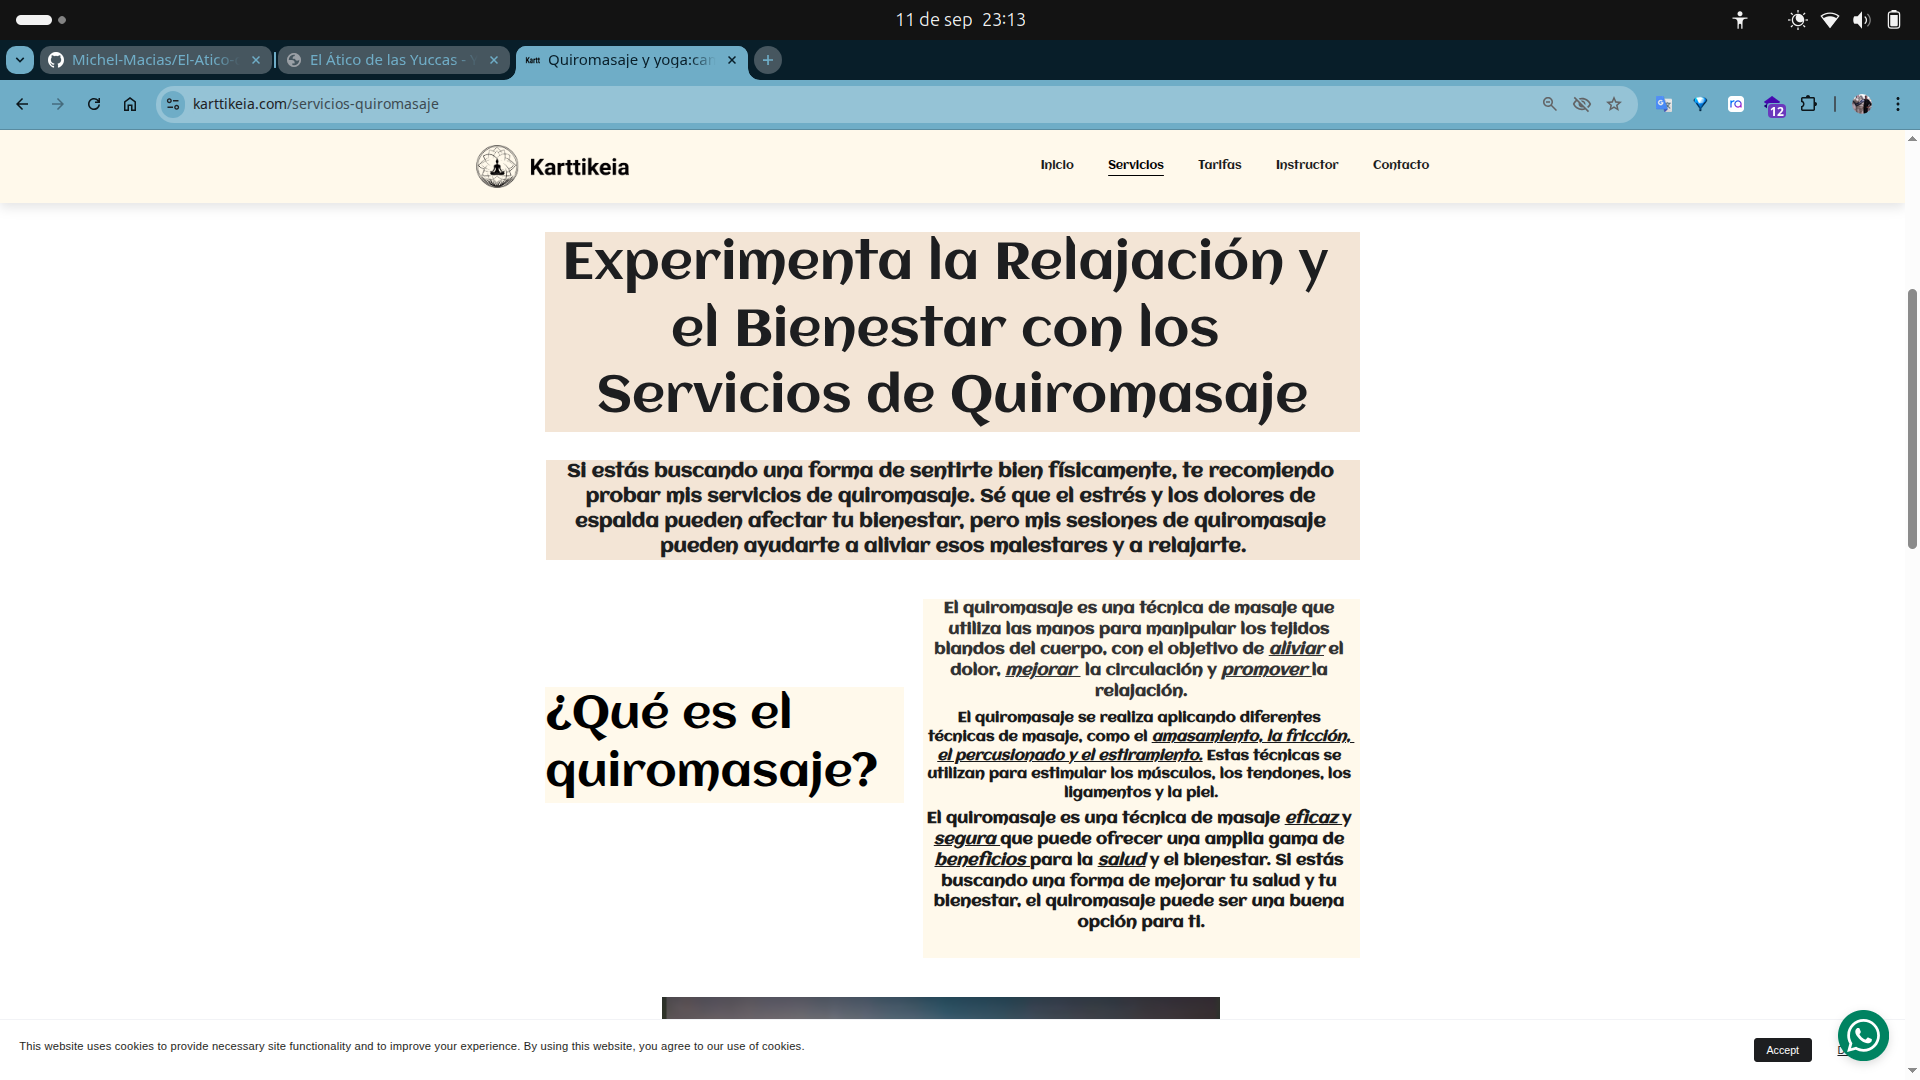 11 de sep 23:13
Michel-Macias/El-Atico-
El Ático de las Yuccas -
Kartt
Quiromasaje y yoga:car
karttikeia.com/servicios-quiromasaje
12
Karttikeia
Inicio
Servicios
Tarifas
Instructor
Contacto
Experimenta la Relajación y
el Bienestar con los
Servicios de Quiromasaje
Si estás buscando una forma de sentirte bien físicamente, te recomiendo
probar mis servicios de quiromasaje. Sé que el estrés y los dolores de
espalda pueden afectar tu bienestar, pero mis sesiones de quiromasaje
pueden ayudarte a aliviar esos malestares y a relajarte.
¿Qué es el
quiromasaje?
El quiromasaje es una técnica de masaje que
utiliza las manos para manipular los tejidos
blandos del cuerpo, con el objetivo de aliviar el
dolor, mejorar la circulación y promover la
relajación.
El quiromasaje se realiza aplicando diferentes
técnicas de masaje, como el amasamiento, la fricción,
el percusionado y el estiramiento. Estas técnicas se
utilizan para estimular los músculos, los tendones, los
ligamentos y la piel.
El quiromasaje es una técnica de masaje eficaz y
segura que puede ofrecer una amplia gama de
beneficios para la salud y el bienestar. Si estás
buscando una forma de mejorar tu salud y tu
bienestar, el quiromasaje puede ser una buena
opción para ti.
This website uses cookies to provide necessary site functionality and to improve your experience. By using this website, you agree to our use of cookies.
Accept